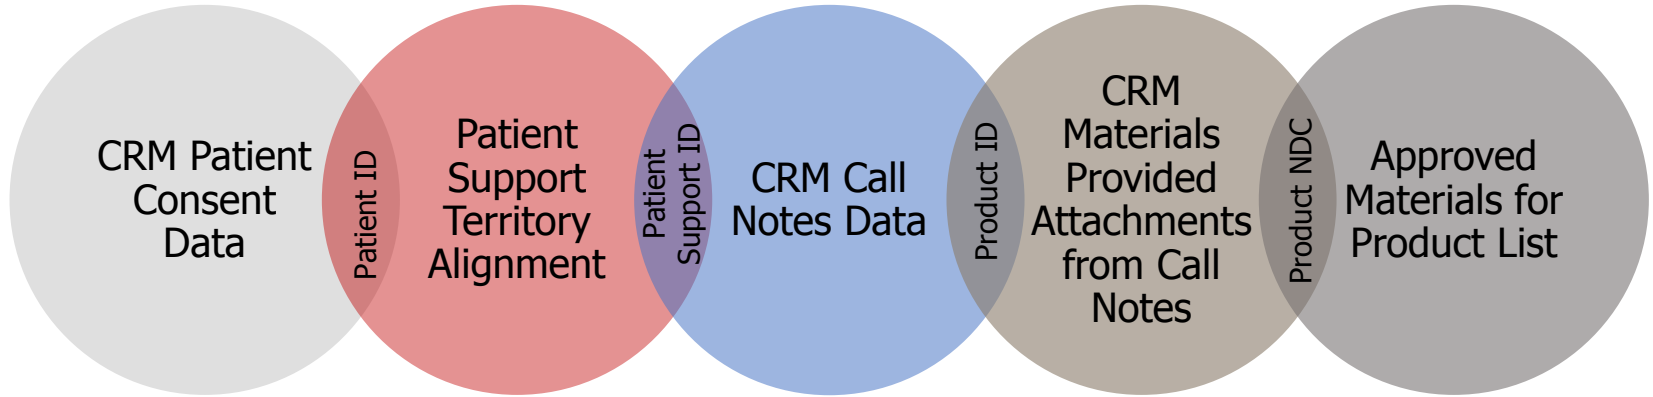 CRM Patient
Consent
Data
Patient ID
Patient
Support
Territory
Alignment
Patient
Support ID
CRM Call
Notes Data
Product ID
CRM
Materials
Provided
Attachments
from Call
Notes
Product NDC
Approved
Materials for
Product List